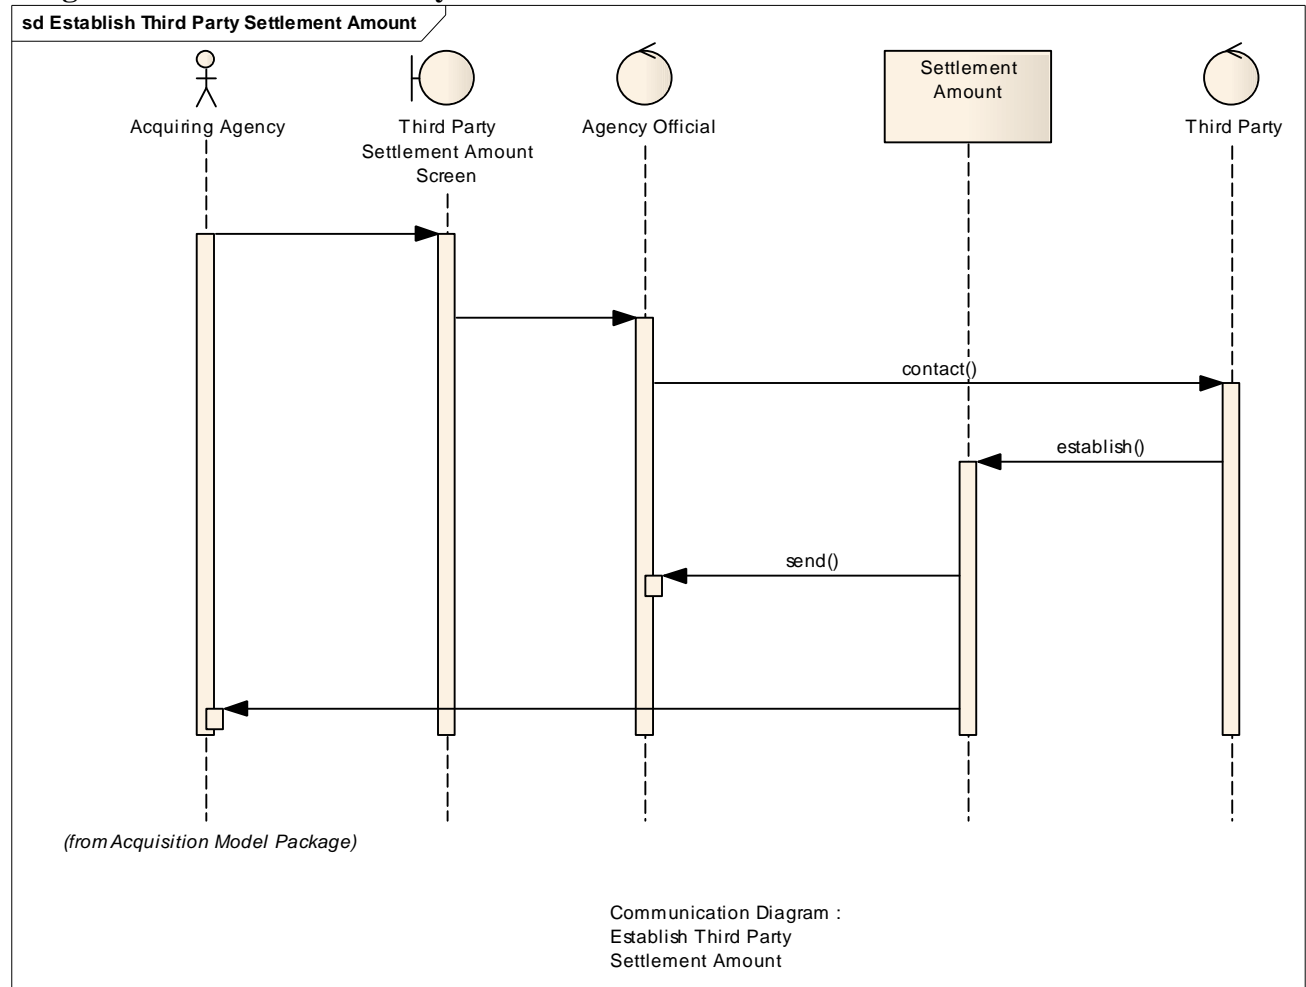 sd Establish Third Party Settlement Amount
Acquiring Agency
Third Party
Settlement Amount
Screen
Agency Official
Settlement
Amount
Third Party
contact()
establish()
send()
(from Acquisition Model Package)
Communication Diagram :
Establish Third Party
Settlement Amount